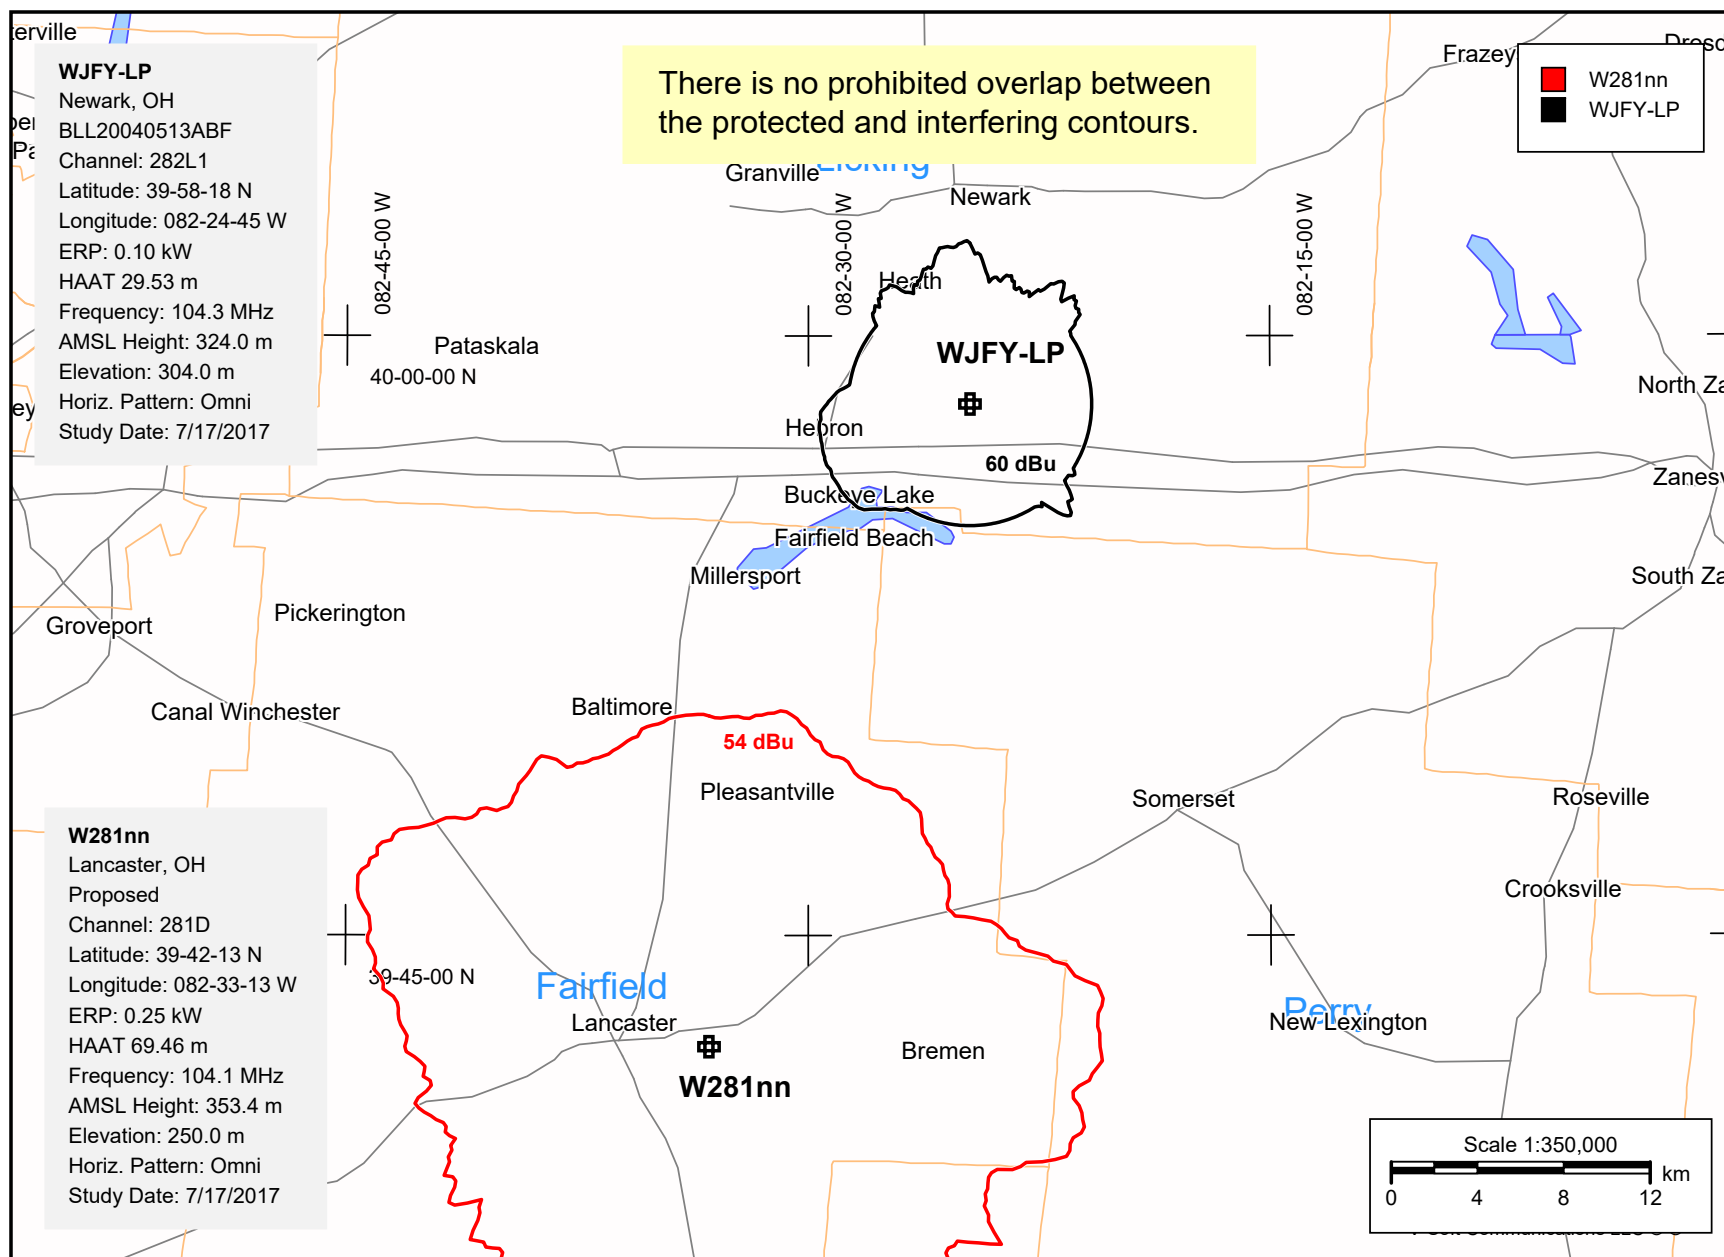 WJFY-LP
Newark, OH
BLL20040513ABF
Channel: 282L1
Latitude: 39-58-18 N
Longitude: 082-24-45 W
ERP: 0.10 kW
HAAT 29.53 m
Frequency: 104.3 MHz
AMSL Height: 324.0 m
Elevation: 304.0 m
Horiz. Pattern: Omni
Study Date: 7/17/2017
There is no prohibited overlap between
the protected and interfering contours.
W281nn
WJFY-LP
Granville
Licking
Newark
082-45-00 W
082-30-00 W
082-15-00 W
Heath
Pataskala
40-00-00 N
WJFY-LP
Hebron
60 dBu
Buckeye Lake
Fairfield Beach
Millersport
Pickerington
Groveport
Canal Winchester
Baltimore
54 dBu
Pleasantville
Somerset
Roseville
Crooksville
39-45-00 N
Fairfield
Lancaster
Perry
New Lexington
Bremen
W281nn
W281nn
Lancaster, OH
Proposed
Channel: 281D
Latitude: 39-42-13 N
Longitude: 082-33-13 W
ERP: 0.25 kW
HAAT 69.46 m
Frequency: 104.1 MHz
AMSL Height: 353.4 m
Elevation: 250.0 m
Horiz. Pattern: Omni
Study Date: 7/17/2017
Scale 1:350,000
km
0 4 8 12